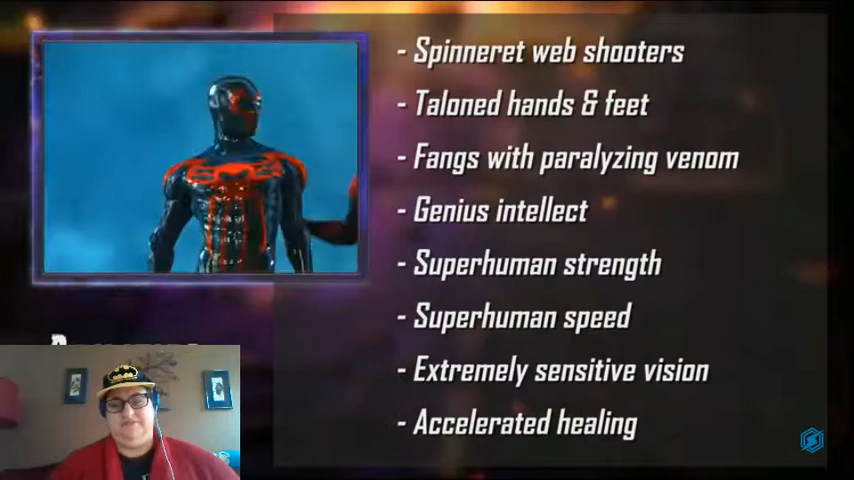 - Spinneret web shooters
- Taloned hands & feet
- Fangs with paralyzing venom
- Genius intellect
- Superhuman strength
- Superhuman speed
- Extremely sensitive vision
- Accelerated healing